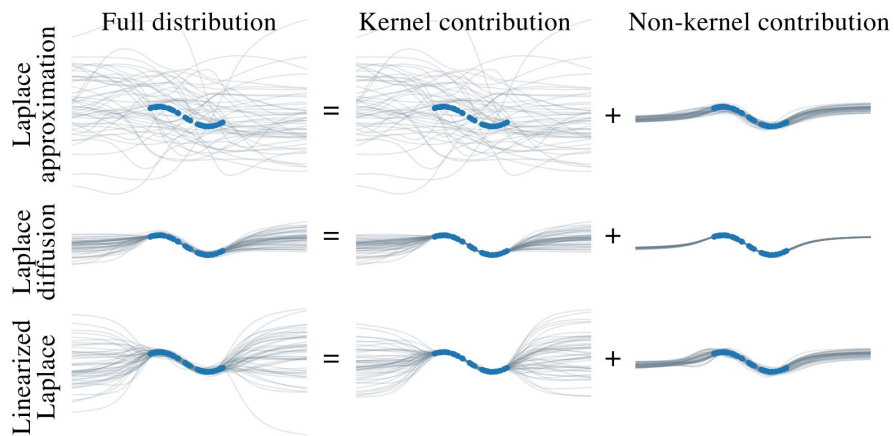 Full distribution
Kernel contribution
Non-kernel contribution
Laplace
approximation
=
+
Laplace
diffusion
=
+
Linearized
Laplace
=
+